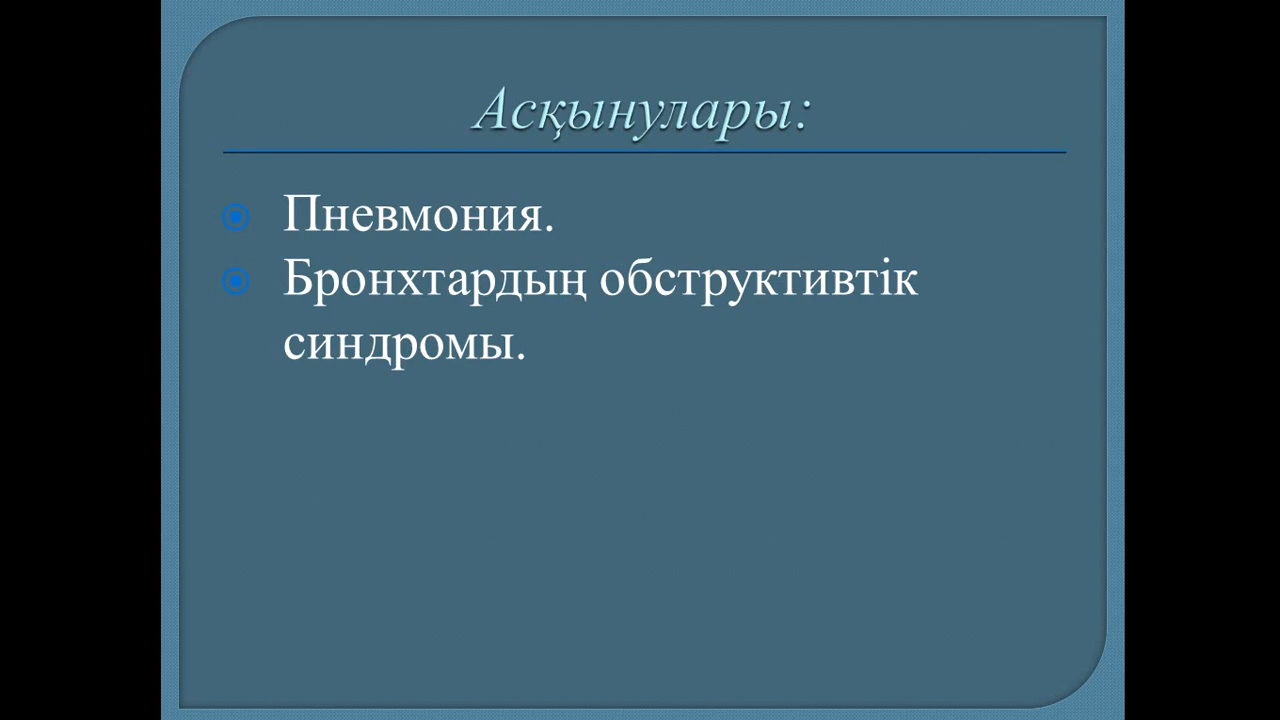 Асқынулары:
Пневмония.
Бронхтардың обструктивтік
синдромы.